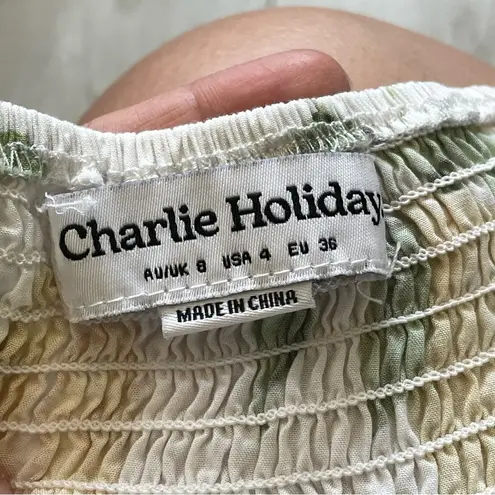 Charlie Holiday.
AU/UK 8 USA 4 EU 36
MADE IN CHINA